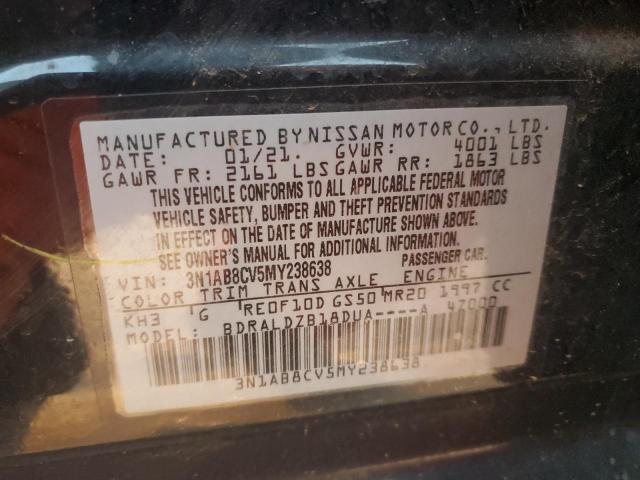 MANUFACTURED BY NISSAN MOTOR CO., LTD.
DATE: 01/21. GVWR: 4001 LBS
GAWR FR: 2161 LBS GAWR RR: 1863 LBS
THIS VEHICLE CONFORMS TO ALL APPLICABLE FEDERAL MOTOR
VEHICLE SAFETY, BUMPER AND THEFT PREVENTION STANDARDS
IN EFFECT ON THE DATE OF MANUFACTURE SHOWN ABOVE.
SEE OWNER'S MANUAL FOR ADDITIONAL INFORMATION.
VIN: 3N1AB8CV5MY238638 PASSENGER CAR.
COLOR TRIM TRANS AXLE ENGINE
KH3 G RE0F10D GS50 MR20 1997 CC
MODEL: BDRALDZB18DUA----A 47000
3N1AB8CV5MY238638